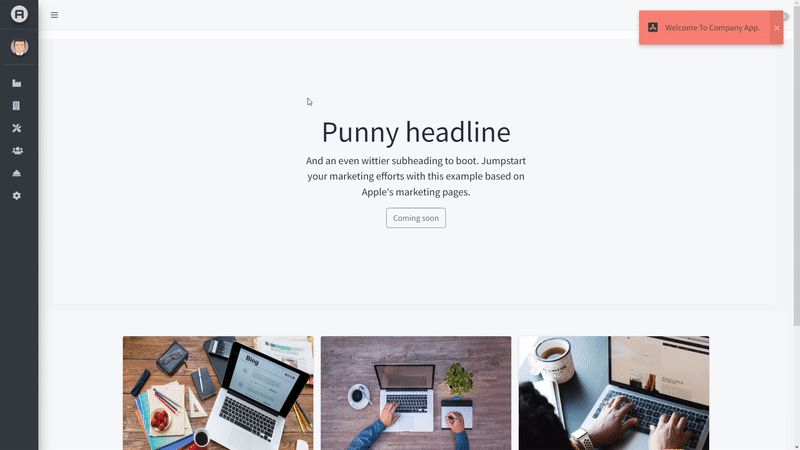 Welcome To Company App.
Punny headline
And an even wittier subheading to boot. Jumpstart
your marketing efforts with this example based on
Apple's marketing pages.
Coming soon
Blog